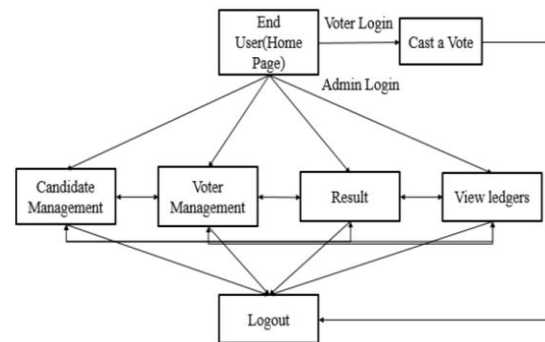 End
User(Home
Page)
Voter Login
Cast a Vote
Admin Login
Candidate
Management
Voter
Management
Result
View ledgers
Logout